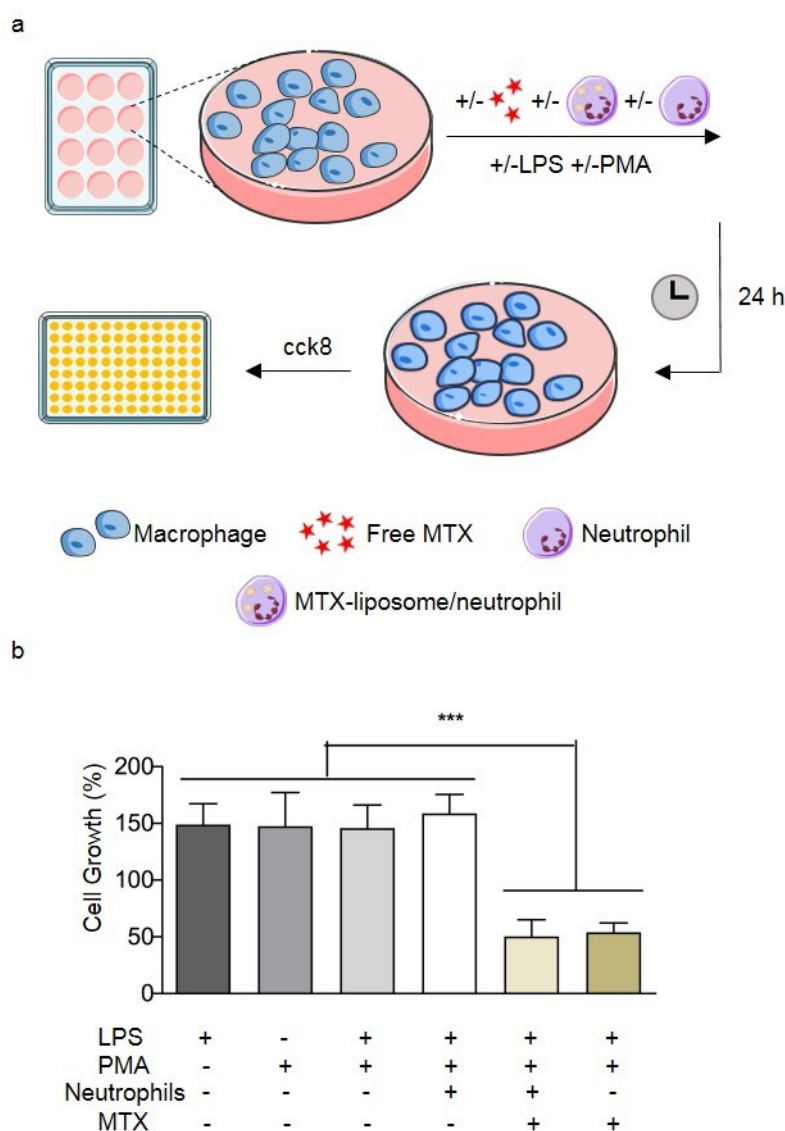 a
+/- +/- +/-
+/-LPS +/-PMA
24 h
cck8
Macrophage Free MTX Neutrophil
MTX-liposome/neutrophil
b
***
200
150
100
50
0
Cell Growth (%)
LPS + - + + + +
PMA - + + + + +
Neutrophils - - - + + -
MTX - - - - + +